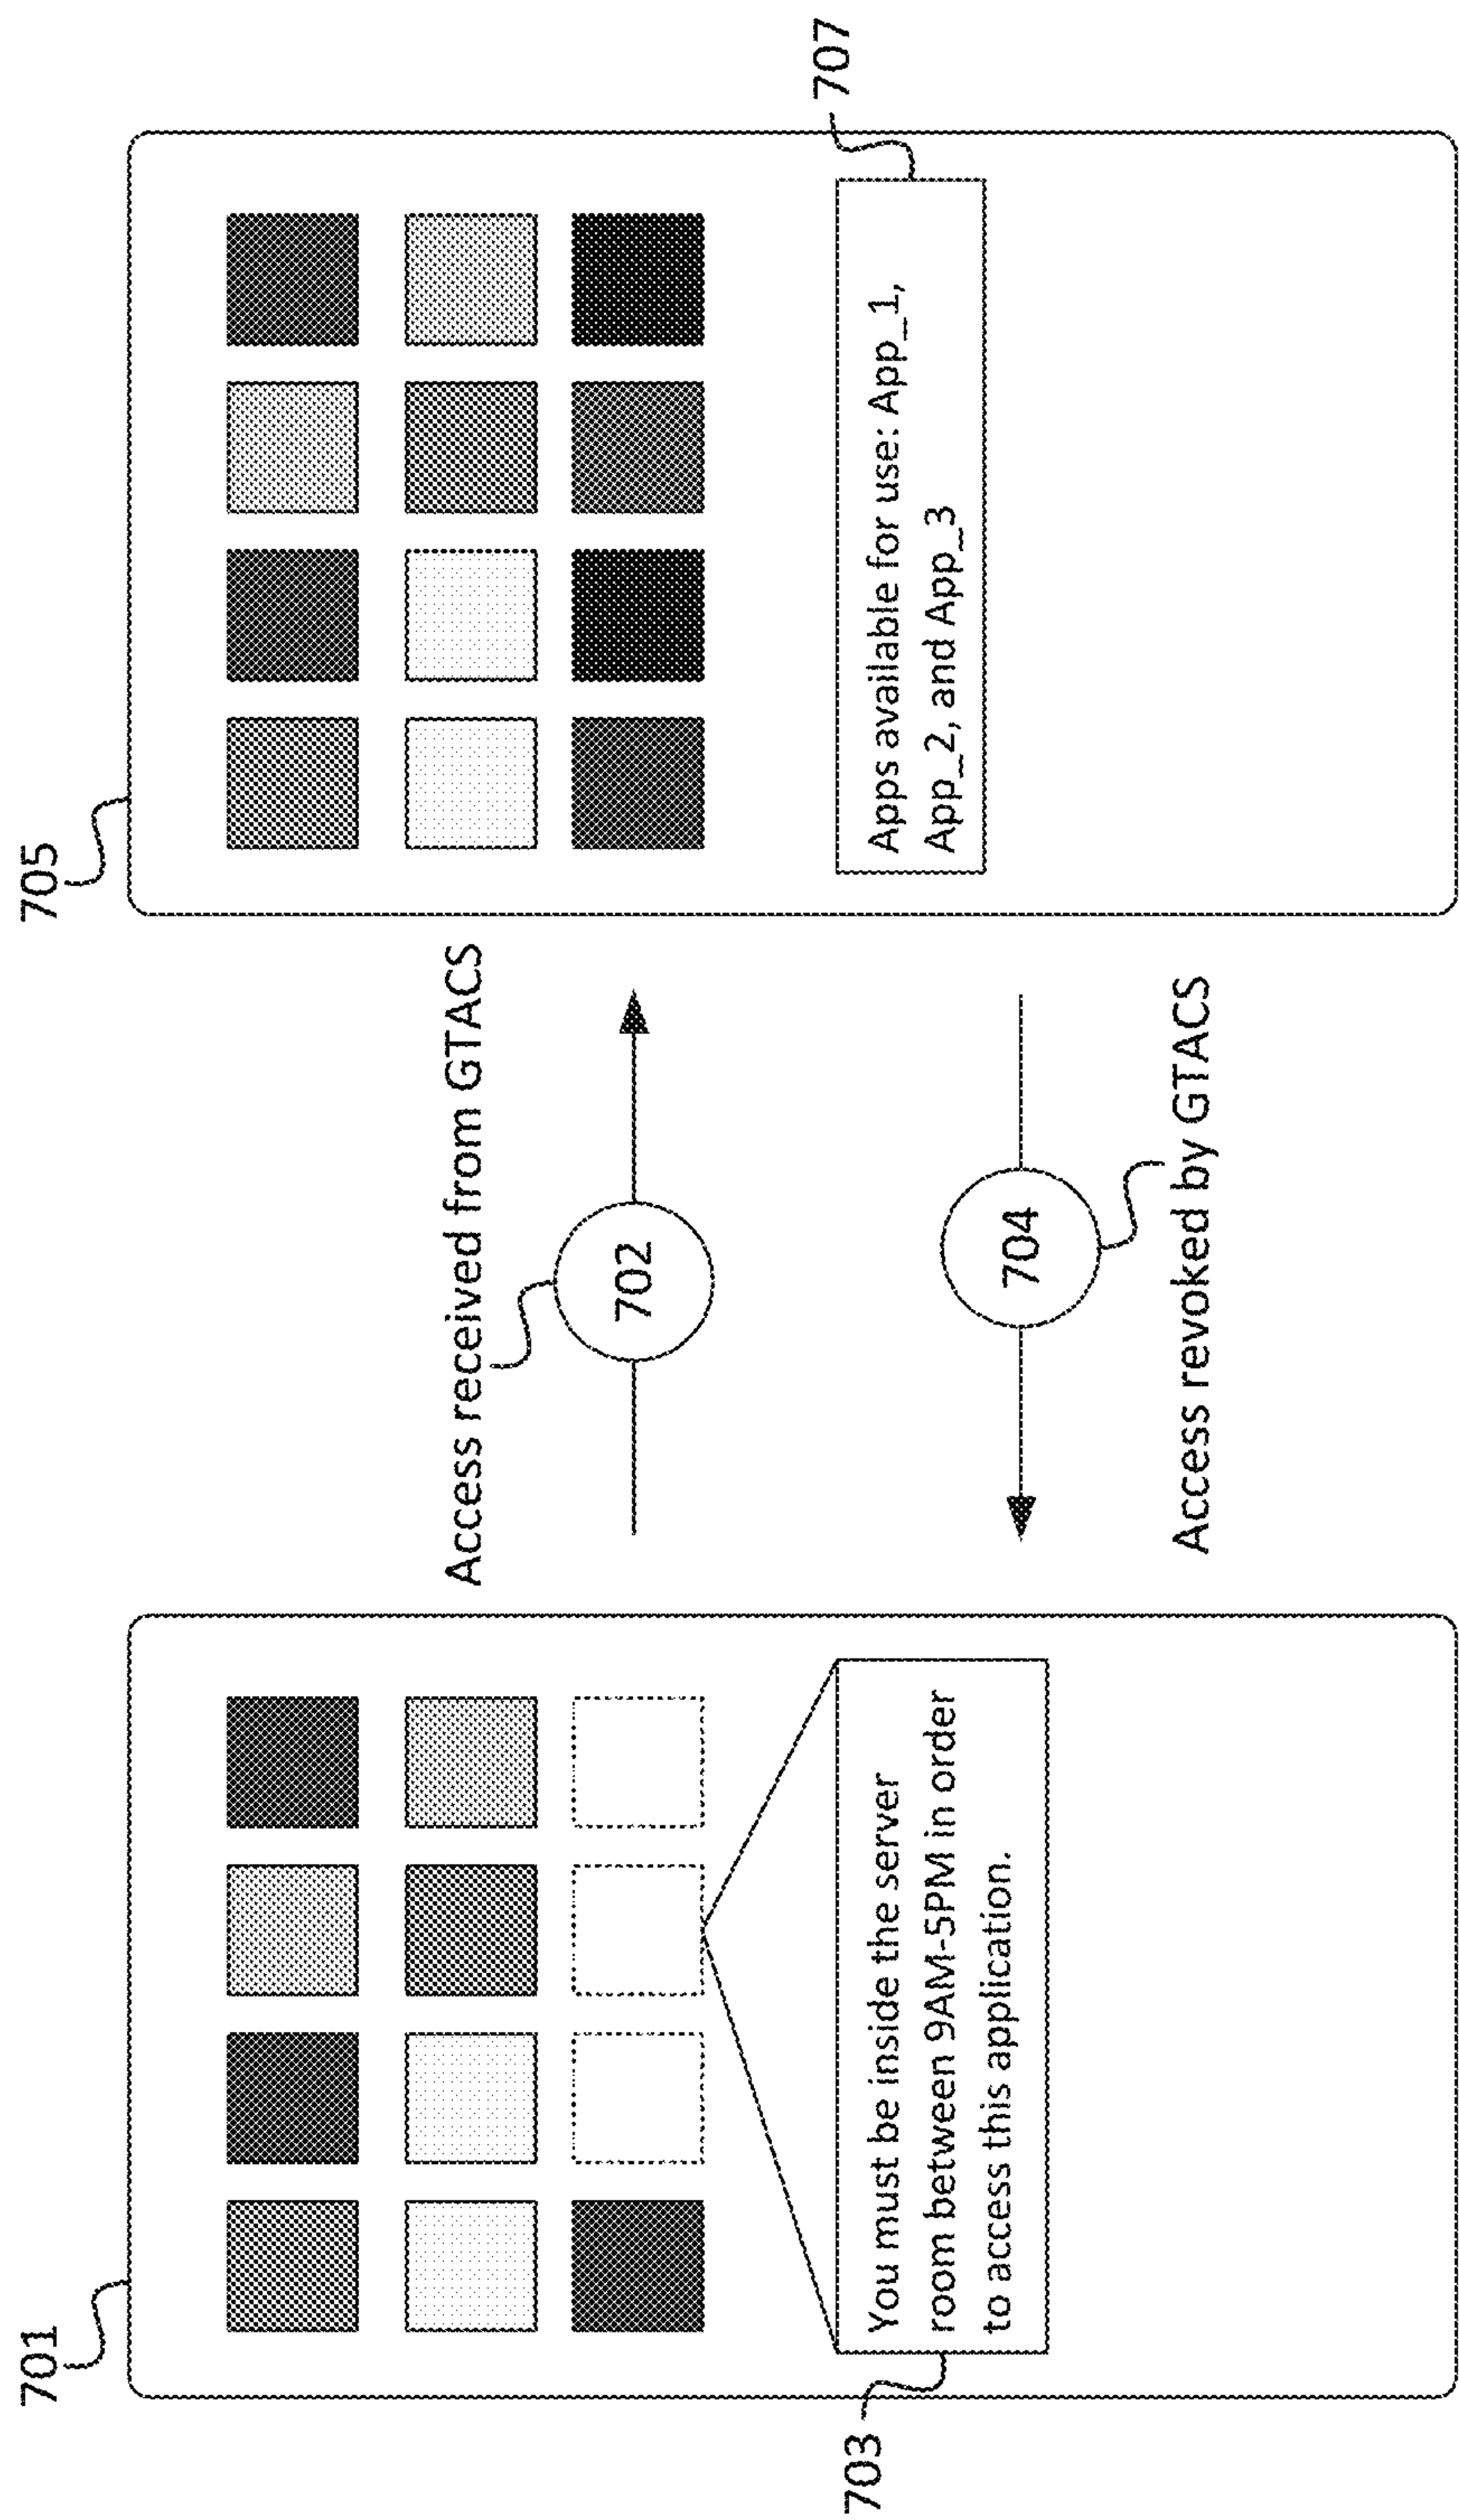 701
703
You must be inside the server
room between 9AM-5PM in order
to access this application.
Access received from GTACS
702
704
Access revoked by GTACS
705
707
Apps available for use: App_1,
App_2, and App_3